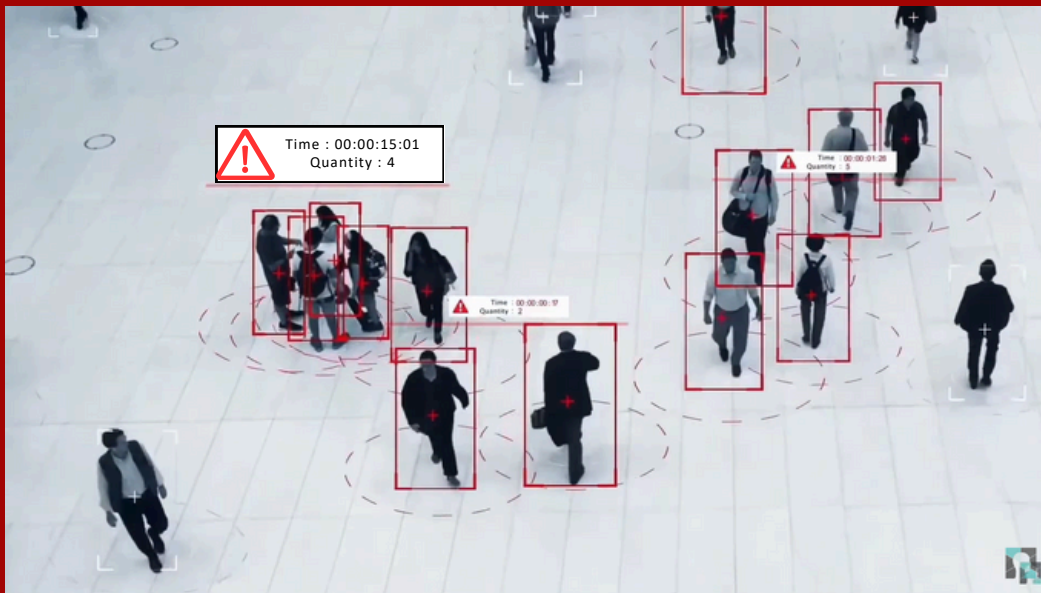 Time : 00:00:15:01
Quantity : 4
Time : 00:00:01:28
Quantity : 5
Time : 00:00:00:17
Quantity : 2